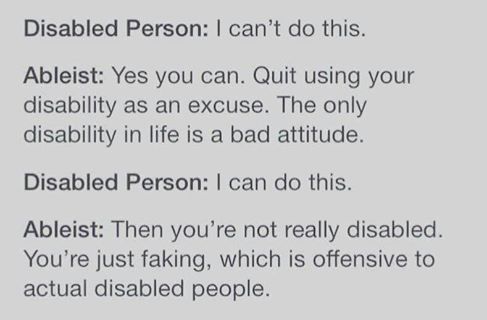 Disabled Person: I can’t do this.
Ableist: Yes you can. Quit using your
disability as an excuse. The only
disability in life is a bad attitude.
Disabled Person: I can do this.
Ableist: Then you’re not really disabled.
You’re just faking, which is offensive to
actual disabled people.